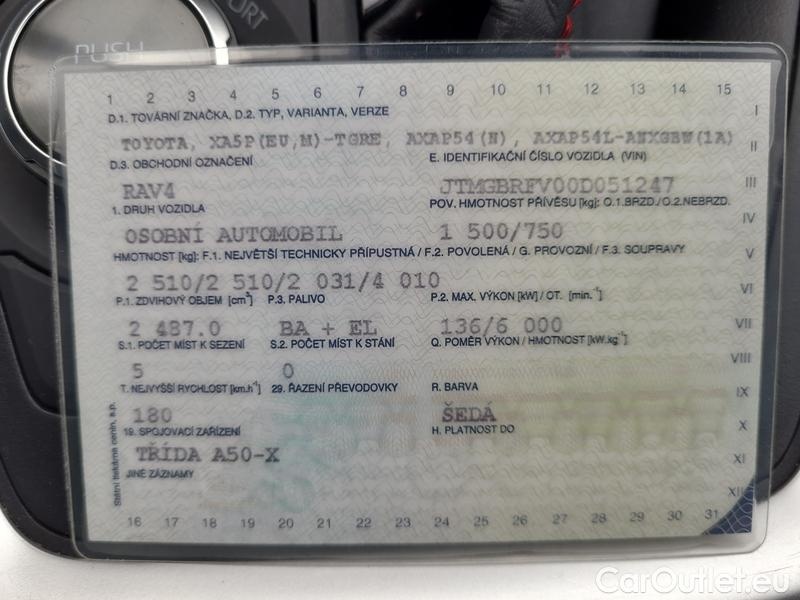 PUSH
PORT
1 2 3 4 5 6 7 8 9 10 11 12 13 14 15
D.1. TOVÁRNÍ ZNAČKA, D.2. TYP, VARIANTA, VERZE
I
TOYOTA, XA5P(EU,M)-TGRE, AXAP54(N), AXAP54L-ANXGBW(1A)
II
D.3. OBCHODNÍ OZNAČENÍ E. IDENTIFIKAČNÍ ČÍSLO VOZIDLA (VIN)
RAV4 JTMGBRFV00D051247
III
1. DRUH VOZIDLA POV. HMOTNOST PŘÍVĚSU [kg]: O.1.BRZD./O.2.NEBRZD.
OSOBNÍ AUTOMOBIL 1 500/750
IV
HMOTNOST [kg]: F.1. NEJVĚTŠÍ TECHNICKY PŘÍPUSTNÁ / F.2. POVOLENÁ / G. PROVOZNÍ / F.3. SOUPRAVY
V
2 510/2 510/2 031/4 010
VI
P.1. ZDVIHOVÝ OBJEM [cm³] P.3. PALIVO P.2. MAX. VÝKON [kW] / OT. [min.⁻¹]
2 487.0 BA + EL 136/6 000
VII
S.1. POČET MÍST K SEZENÍ S.2. POČET MÍST K STÁNÍ Q. POMĚR VÝKON / HMOTNOST [kW.kg⁻¹]
VIII
5 0
T. NEJVYŠŠÍ RYCHLOST [km.h⁻¹] 29. ŘAZENÍ PŘEVODOVKY R. BARVA
IX
180 ŠEDÁ
X
19. SPOJOVACÍ ZAŘÍZENÍ H. PLATNOST DO
TŘÍDA A50-X
XI
JINÉ ZÁZNAMY
XII
16 17 18 19 20 21 22 23 24 25 26 27 28 29 30 31
Státní tiskárna cenin, s.p.
CarOutlet.eu